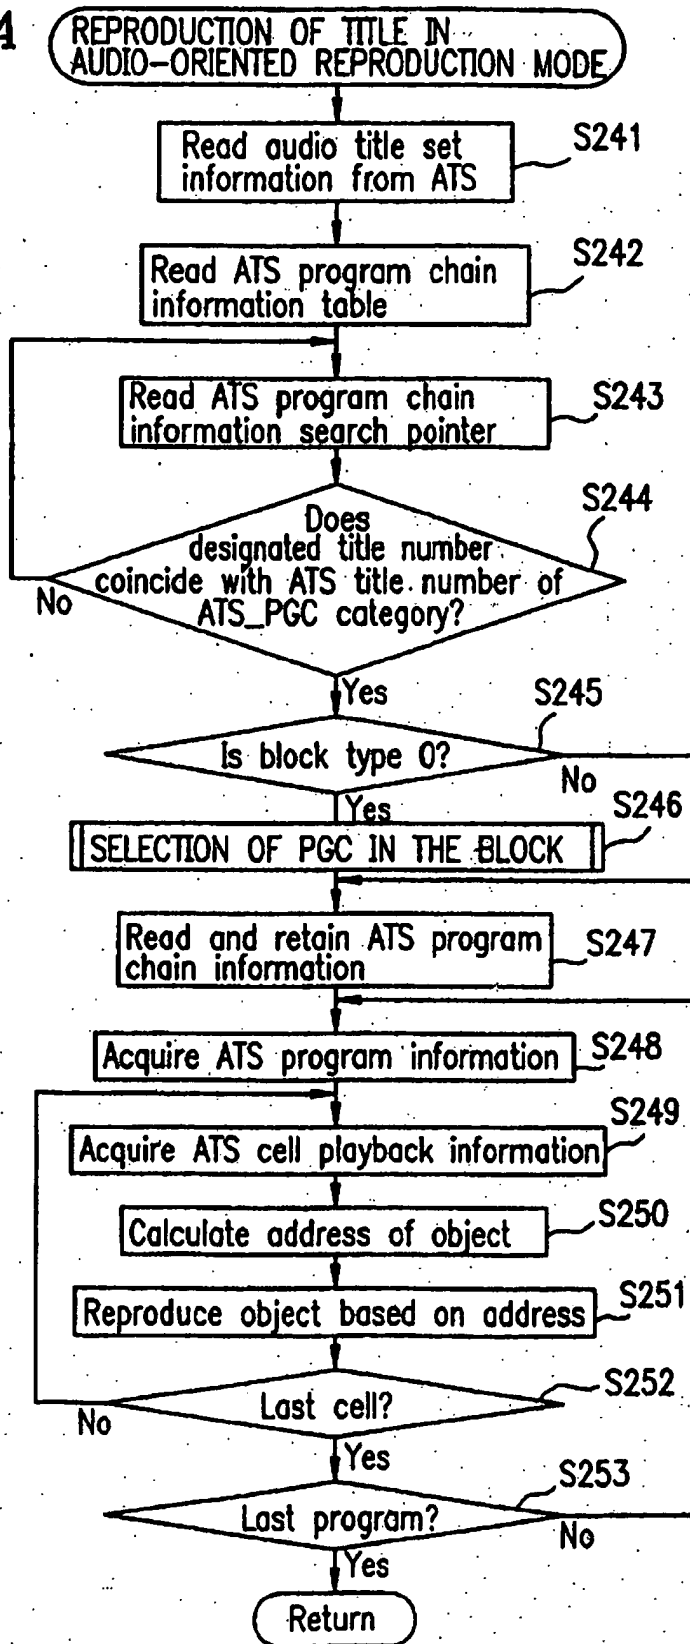 4
REPRODUCTION OF TITLE IN
AUDIO-ORIENTED REPRODUCTION MODE
Read audio title set
information from ATS
S241
Read ATS program chain
information table
S242
Read ATS program chain
information search pointer
S243
Does
designated title number
coincide with ATS title number of
ATS_PGC category?
S244
No
Yes
Is block type 0?
S245
No
Yes
SELECTION OF PGC IN THE BLOCK
S246
Read and retain ATS program
chain information
S247
Acquire ATS program information
S248
Acquire ATS cell playback information
S249
Calculate address of object
S250
Reproduce object based on address
S251
Last cell?
S252
No
Yes
Last program?
S253
No
Yes
Return